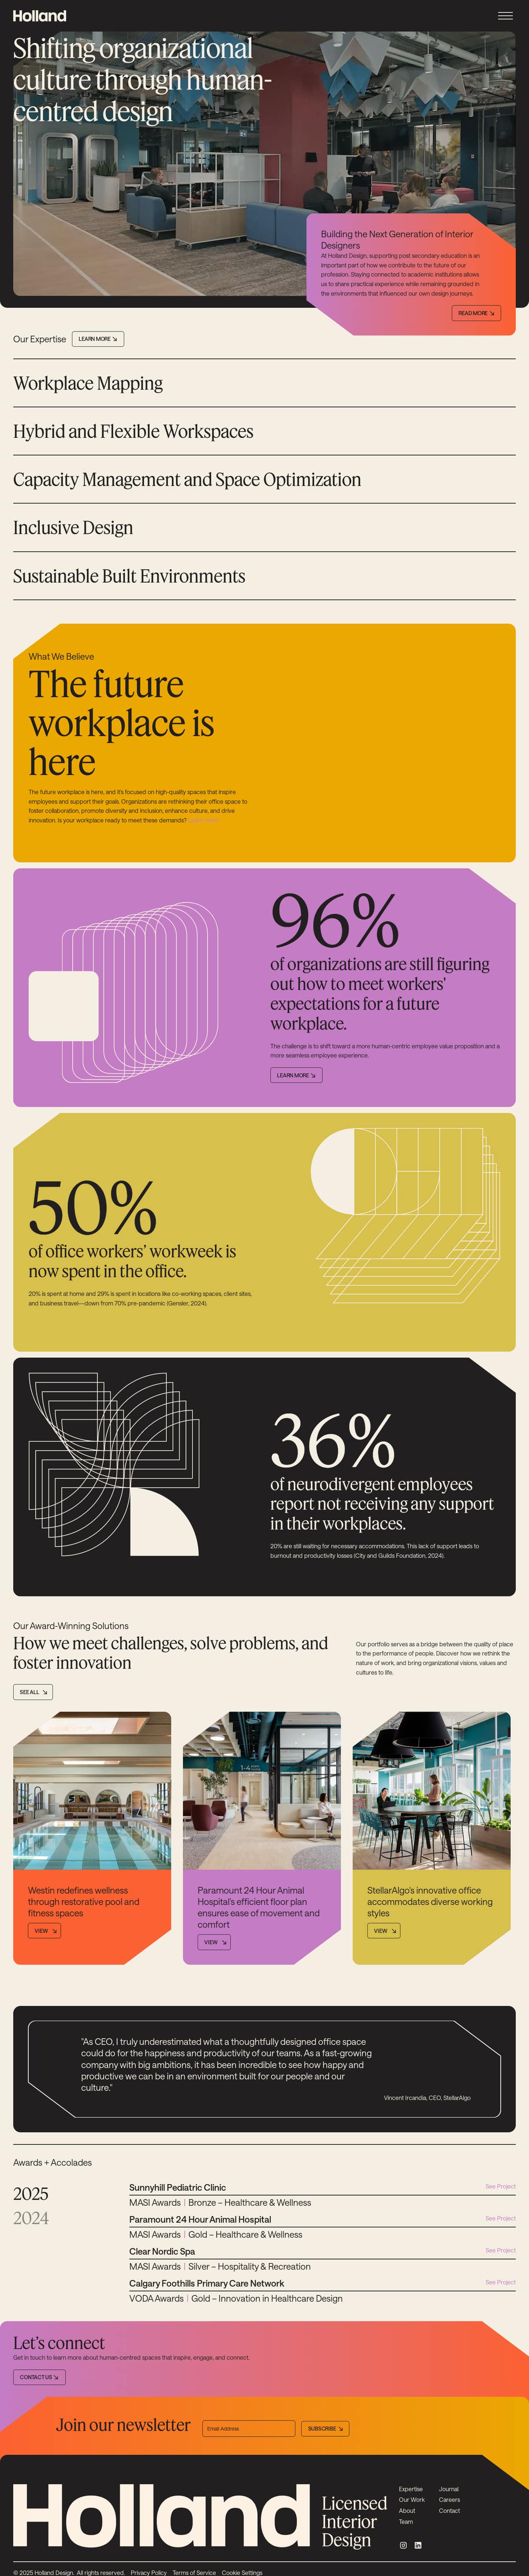 Holland
Shifting organizational
culture through human-
centred design
Building the Next Generation of Interior
Designers
At Holland Design, supporting post secondary education is an
important part of how we contribute to the future of our
profession. Staying connected to academic institutions allows
us to share practical experience while remaining grounded in
the environments that influenced our own design journeys.
READ MORE
Our Expertise
LEARN MORE
Workplace Mapping
Hybrid and Flexible Workspaces
Capacity Management and Space Optimization
Inclusive Design
Sustainable Built Environments
What We Believe
The future
workplace is
here
The future workplace is here, and it's focused on high-quality spaces that inspire
employees and support their goals. Organizations are rethinking their office space to
foster collaboration, promote diversity and inclusion, enhance culture, and drive
innovation. Is your workplace ready to meet these demands?
96%
of organizations are still figuring
out how to meet workers'
expectations for a future
workplace.
The challenge is to shift toward a more human-centric employee value proposition and a
more seamless employee experience.
LEARN MORE
50%
of office workers' workweek is
now spent in the office.
20% is spent at home and 29% is spent in locations like co-working spaces, client sites,
and business travel—down from 70% pre-pandemic (Gensler, 2024).
36%
of neurodivergent employees
report not receiving any support
in their workplaces.
20% are still waiting for necessary accommodations. This lack of support leads to
burnout and productivity losses (City and Guilds Foundation, 2024).
Our Award-Winning Solutions
How we meet challenges, solve problems, and
foster innovation
SEE ALL
Our portfolio serves as a bridge between the quality of place
to the performance of people. Discover how we rethink the
nature of work, and bring organizational visions, values and
cultures to life.
Westin redefines wellness
through restorative pool and
fitness spaces
VIEW
1-4
Paramount 24 Hour Animal
Hospital's efficient floor plan
ensures ease of movement and
comfort
VIEW
StellarAlgo's innovative office
accommodates diverse working
styles
VIEW
"As CEO, I truly underestimated what a thoughtfully designed office space
could do for the happiness and productivity of our teams. As a fast-growing
company with big ambitions, it has been incredible to see how happy and
productive we can be in an environment built for our people and our
culture."
Vincent Ircandia, CEO, StellarAlgo
Awards + Accolades
2025
2024
Sunnyhill Pediatric Clinic
See Project
MASI Awards | Bronze – Healthcare & Wellness
Paramount 24 Hour Animal Hospital
See Project
MASI Awards | Gold – Healthcare & Wellness
Clear Nordic Spa
See Project
MASI Awards | Silver – Hospitality & Recreation
Calgary Foothills Primary Care Network
See Project
VODA Awards | Gold – Innovation in Healthcare Design
Let's connect
Get in touch to learn more about human-centred spaces that inspire, engage, and connect.
CONTACT US
Join our newsletter
Email Address
SUBSCRIBE
Holland
Licensed
Interior
Design
Expertise
Our Work
About
Team
Journal
Careers
Contact
© 2025 Holland Design. All rights reserved. Privacy Policy Terms of Service Cookie Settings